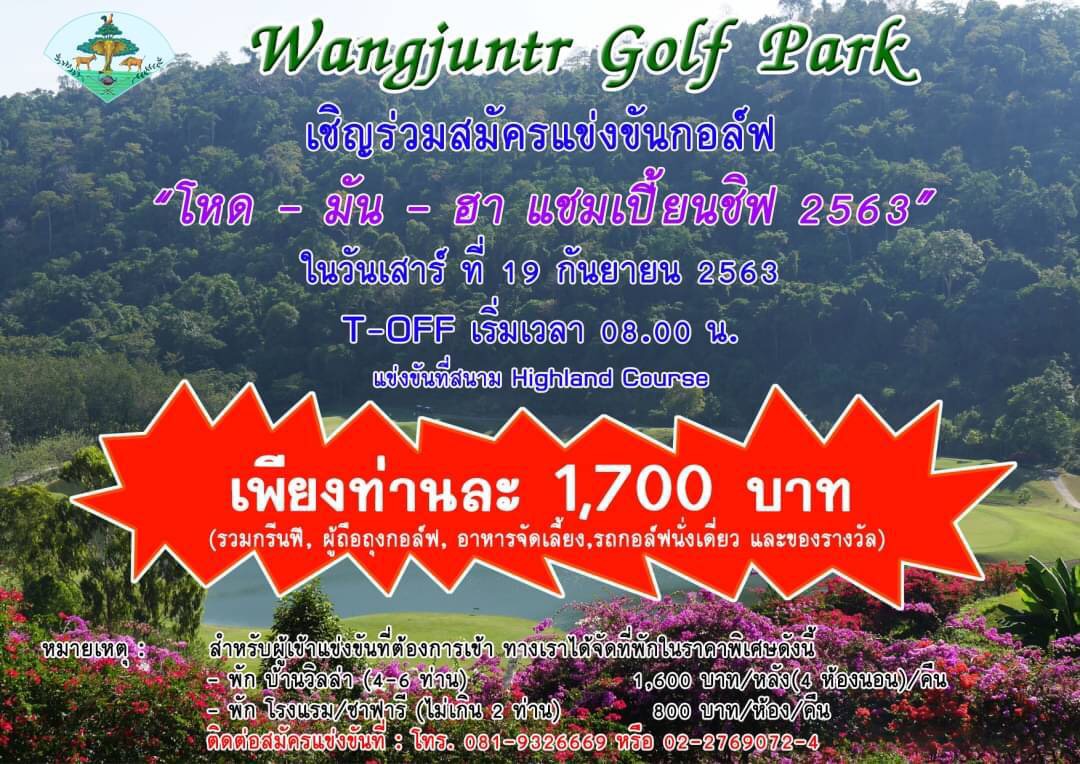 Wangjuntr Golf Park
เชิญร่วมสมัครแข่งขันกอล์ฟ
"โหด - มัน - ฮา แชมเปี้ยนชิฟ 2563"
ในวันเสาร์ ที่ 19 กันยายน 2563
T-OFF เริ่มเวลา 08.00 น.
แข่งขันที่สนาม Highland Course
เพียงท่านละ 1,700 บาท
(รวมกรีนฟี, ผู้ถือถุงกอล์ฟ, อาหารจัดเลี้ยง,รถกอล์ฟนั่งเดี่ยว และของรางวัล)
หมายเหตุ : สำหรับผู้เข้าแข่งขันที่ต้องการเข้า ทางเราได้จัดที่พักในราคาพิเศษดังนี้
- พัก บ้านวิลล่า (4-6 ท่าน) 1,600 บาท/หลัง(4 ห้องนอน)/คืน
- พัก โรงแรม/ซาฟารี (ไม่เกิน 2 ท่าน) 800 บาท/ห้อง/คืน
ติดต่อสมัครแข่งขันที่ : โทร. 081-9326669 หรือ 02-2769072-4